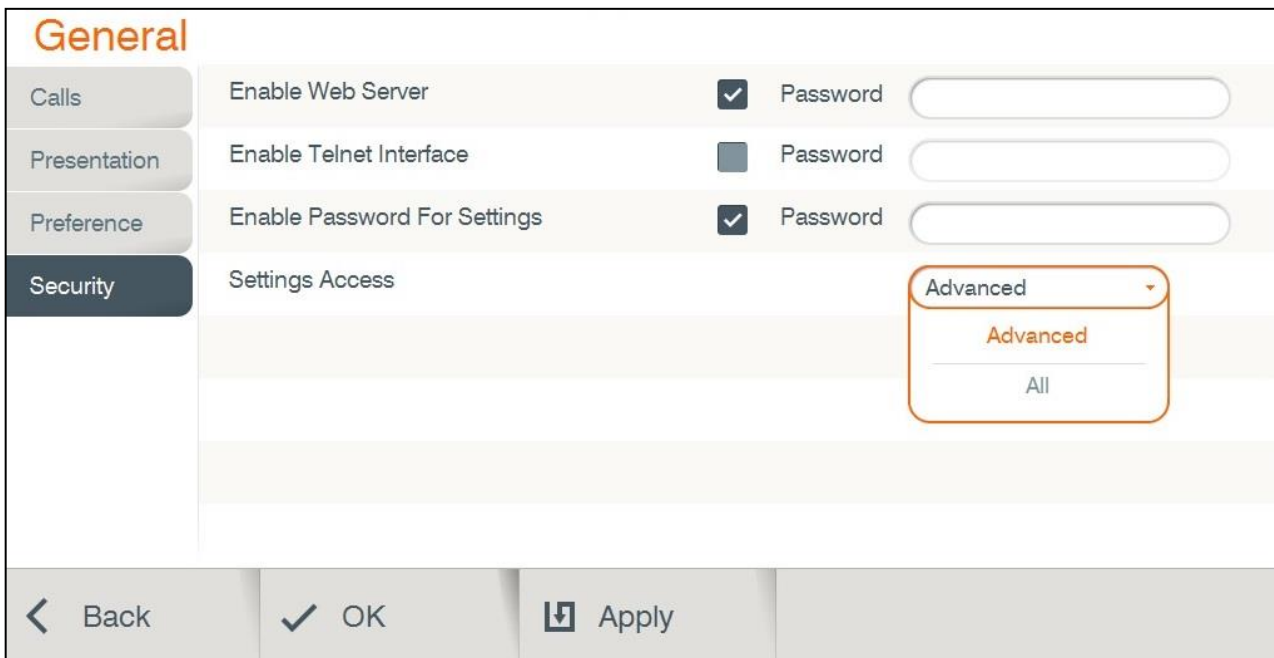 General
Calls
Enable Web Server Password
Presentation
Enable Telnet Interface Password
Preference
Enable Password For Settings Password
Security
Settings Access Advanced
Advanced
All
Back OK Apply